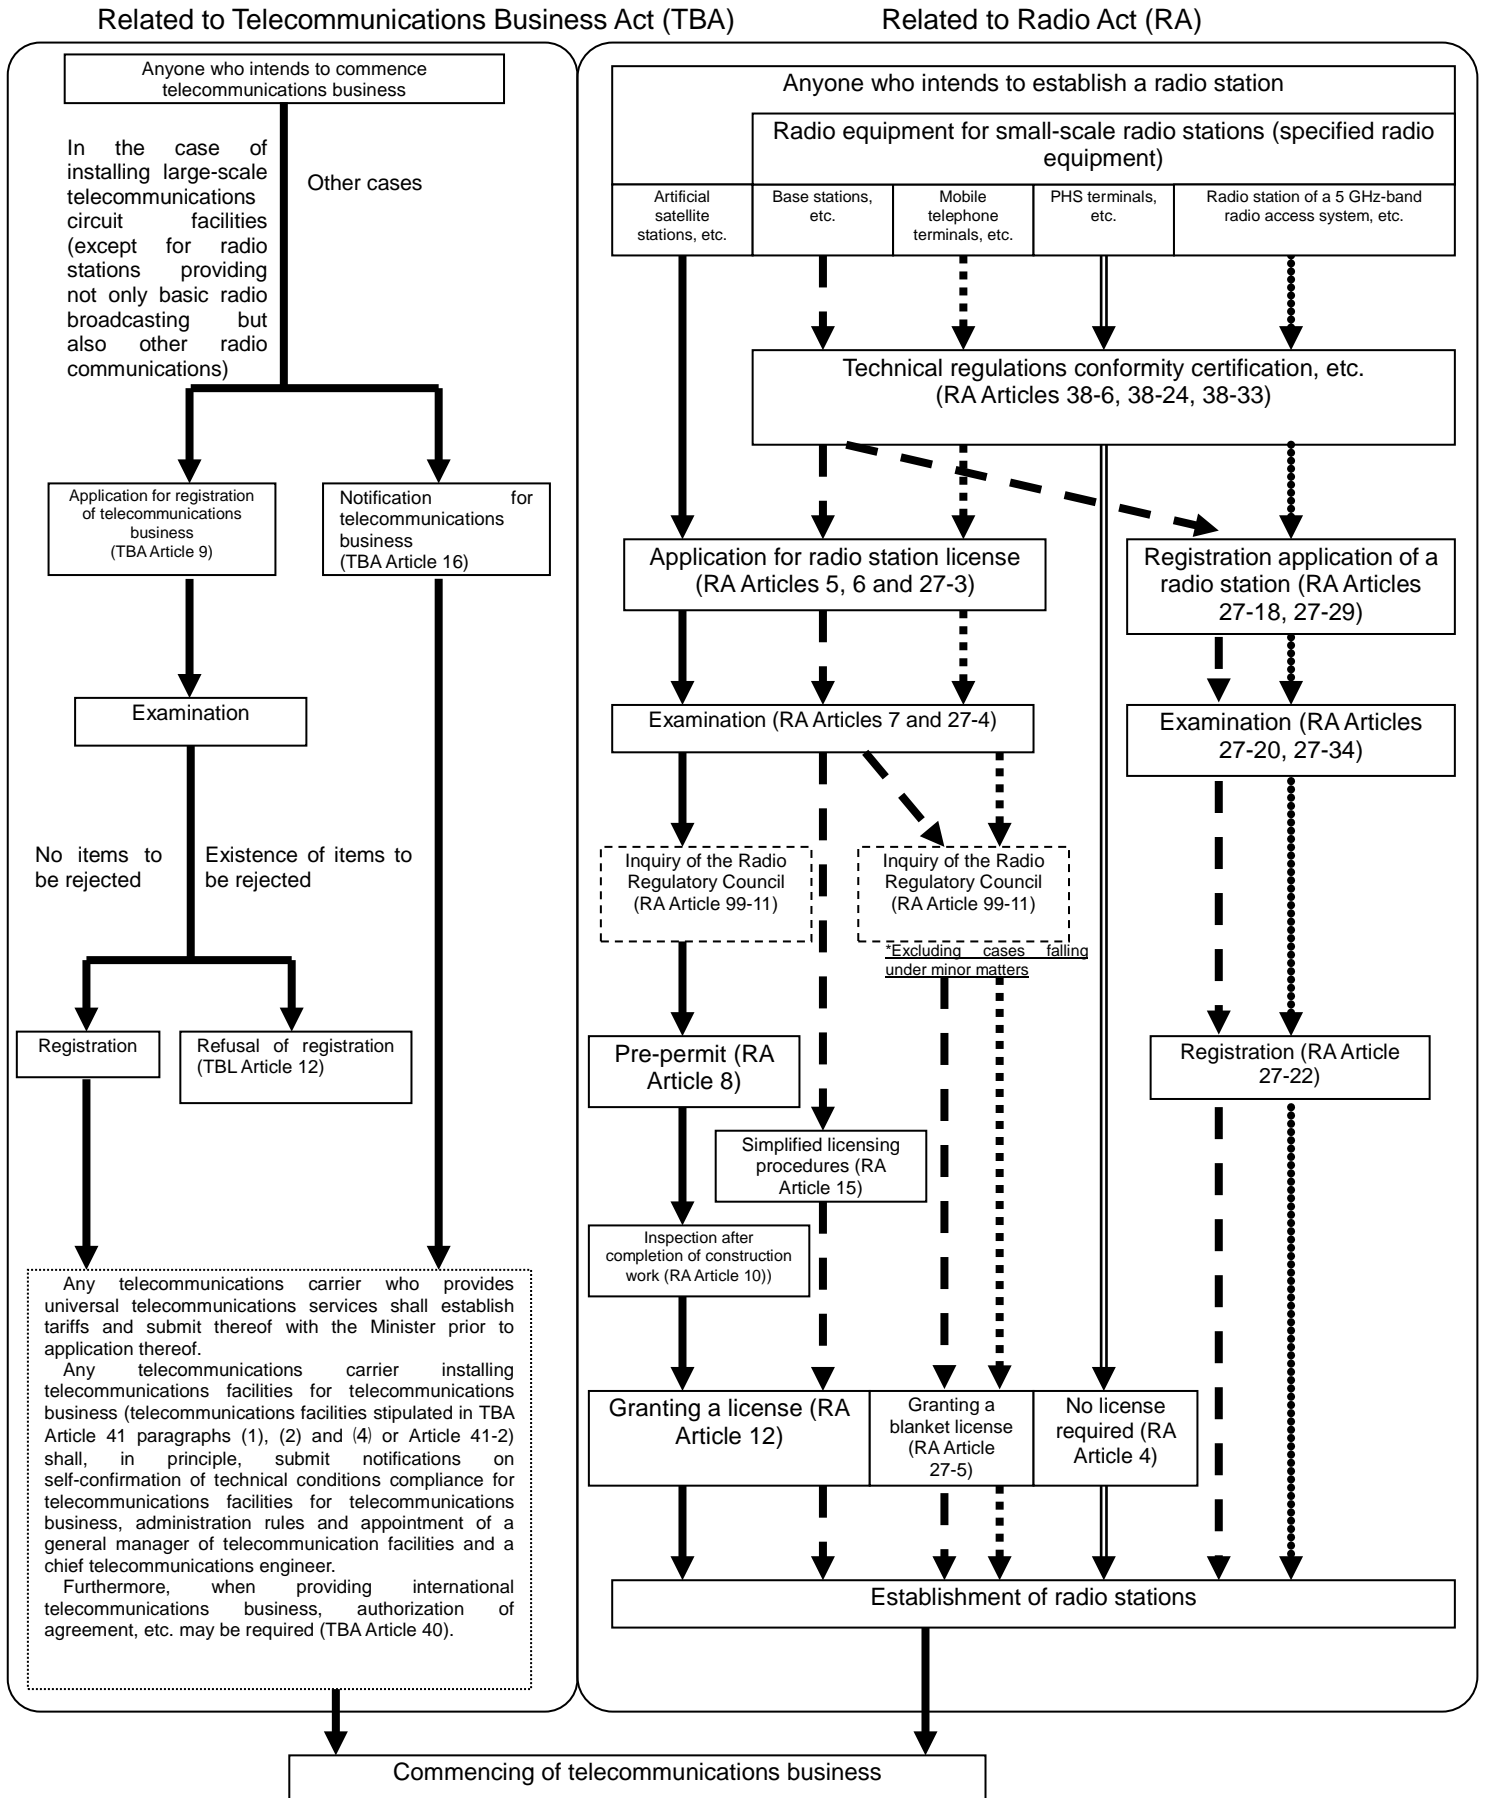 Related to Telecommunications Business Act (TBA)
Related to Radio Act (RA)
Anyone who intends to commence
telecommunications business
In the case of
installing large-scale
telecommunications
circuit facilities
(except for radio
stations providing
not only basic radio
broadcasting but
also other radio
communications)
Other cases
Application for registration
of telecommunications
business
(TBA Article 9)
Notification for
telecommunications
business
(TBA Article 16)
Examination
No items to
be rejected
Existence of items to
be rejected
Registration
Refusal of registration
(TBL Article 12)
Any telecommunications carrier who provides
universal telecommunications services shall establish
tariffs and submit thereof with the Minister prior to
application thereof.
Any telecommunications carrier installing
telecommunications facilities for telecommunications
business (telecommunications facilities stipulated in TBA
Article 41 paragraphs (1), (2) and (4) or Article 41-2)
shall, in principle, submit notifications on
self-confirmation of technical conditions compliance for
telecommunications facilities for telecommunications
business, administration rules and appointment of a
general manager of telecommunication facilities and a
chief telecommunications engineer.
Furthermore, when providing international
telecommunications business, authorization of
agreement, etc. may be required (TBA Article 40).
Anyone who intends to establish a radio station
Radio equipment for small-scale radio stations (specified radio
equipment)
Artificial
satellite
stations, etc.
Base stations,
etc.
Mobile
telephone
terminals, etc.
PHS terminals,
etc.
Radio station of a 5 GHz-band
radio access system, etc.
Technical regulations conformity certification, etc.
(RA Articles 38-6, 38-24, 38-33)
Application for radio station license
(RA Articles 5, 6 and 27-3)
Registration application of a
radio station (RA Articles
27-18, 27-29)
Examination (RA Articles 7 and 27-4)
Examination (RA Articles
27-20, 27-34)
Inquiry of the Radio
Regulatory Council
(RA Article 99-11)
Inquiry of the Radio
Regulatory Council
(RA Article 99-11)
*Excluding cases falling
under minor matters
Pre-permit (RA
Article 8)
Registration (RA Article
27-22)
Simplified licensing
procedures (RA
Article 15)
Inspection after
completion of construction
work (RA Article 10))
Granting a license (RA
Article 12)
Granting a
blanket license
(RA Article
27-5)
No license
required (RA
Article 4)
Establishment of radio stations
Commencing of telecommunications business